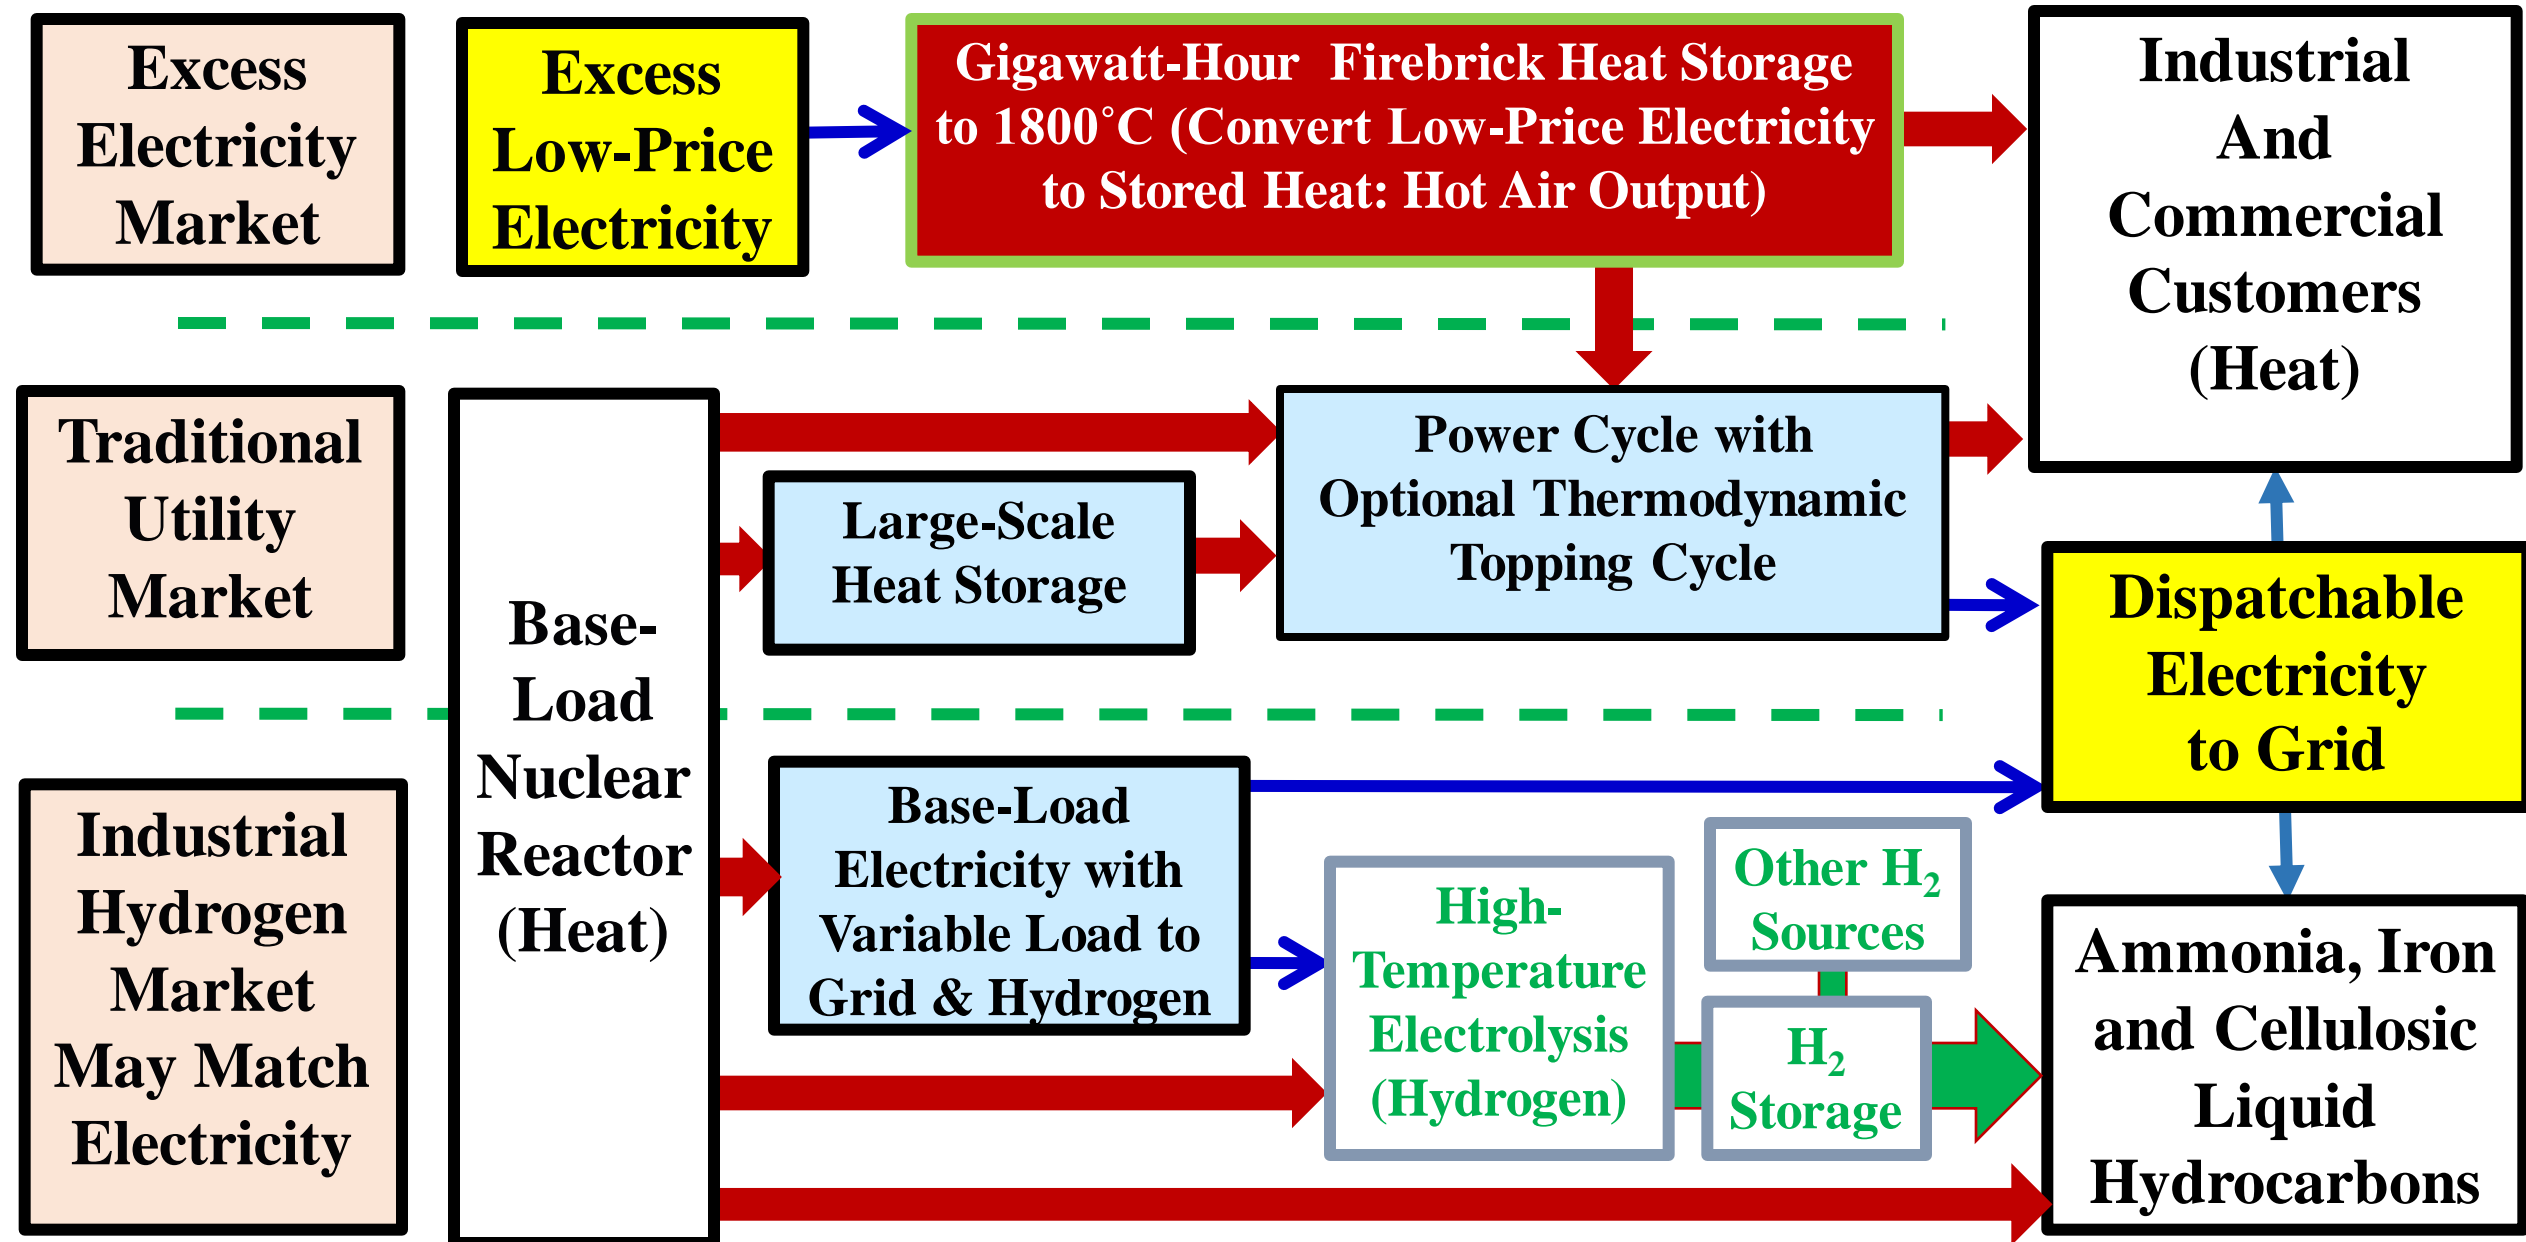 Excess
Electricity
Market
Excess
Low-Price
Electricity
Gigawatt-Hour Firebrick Heat Storage
to 1800˚C (Convert Low-Price Electricity
to Stored Heat: Hot Air Output)
Industrial
And
Commercial
Customers
(Heat)
Traditional
Utility
Market
Base-
Load
Nuclear
Reactor
(Heat)
Large-Scale
Heat Storage
Power Cycle with
Optional Thermodynamic
Topping Cycle
Dispatchable
Electricity
to Grid
Industrial
Hydrogen
Market
May Match
Electricity
Base-Load
Electricity with
Variable Load to
Grid & Hydrogen
High-
Temperature
Electrolysis
(Hydrogen)
Other H₂
Sources
H₂
Storage
Ammonia, Iron
and Cellulosic
Liquid
Hydrocarbons